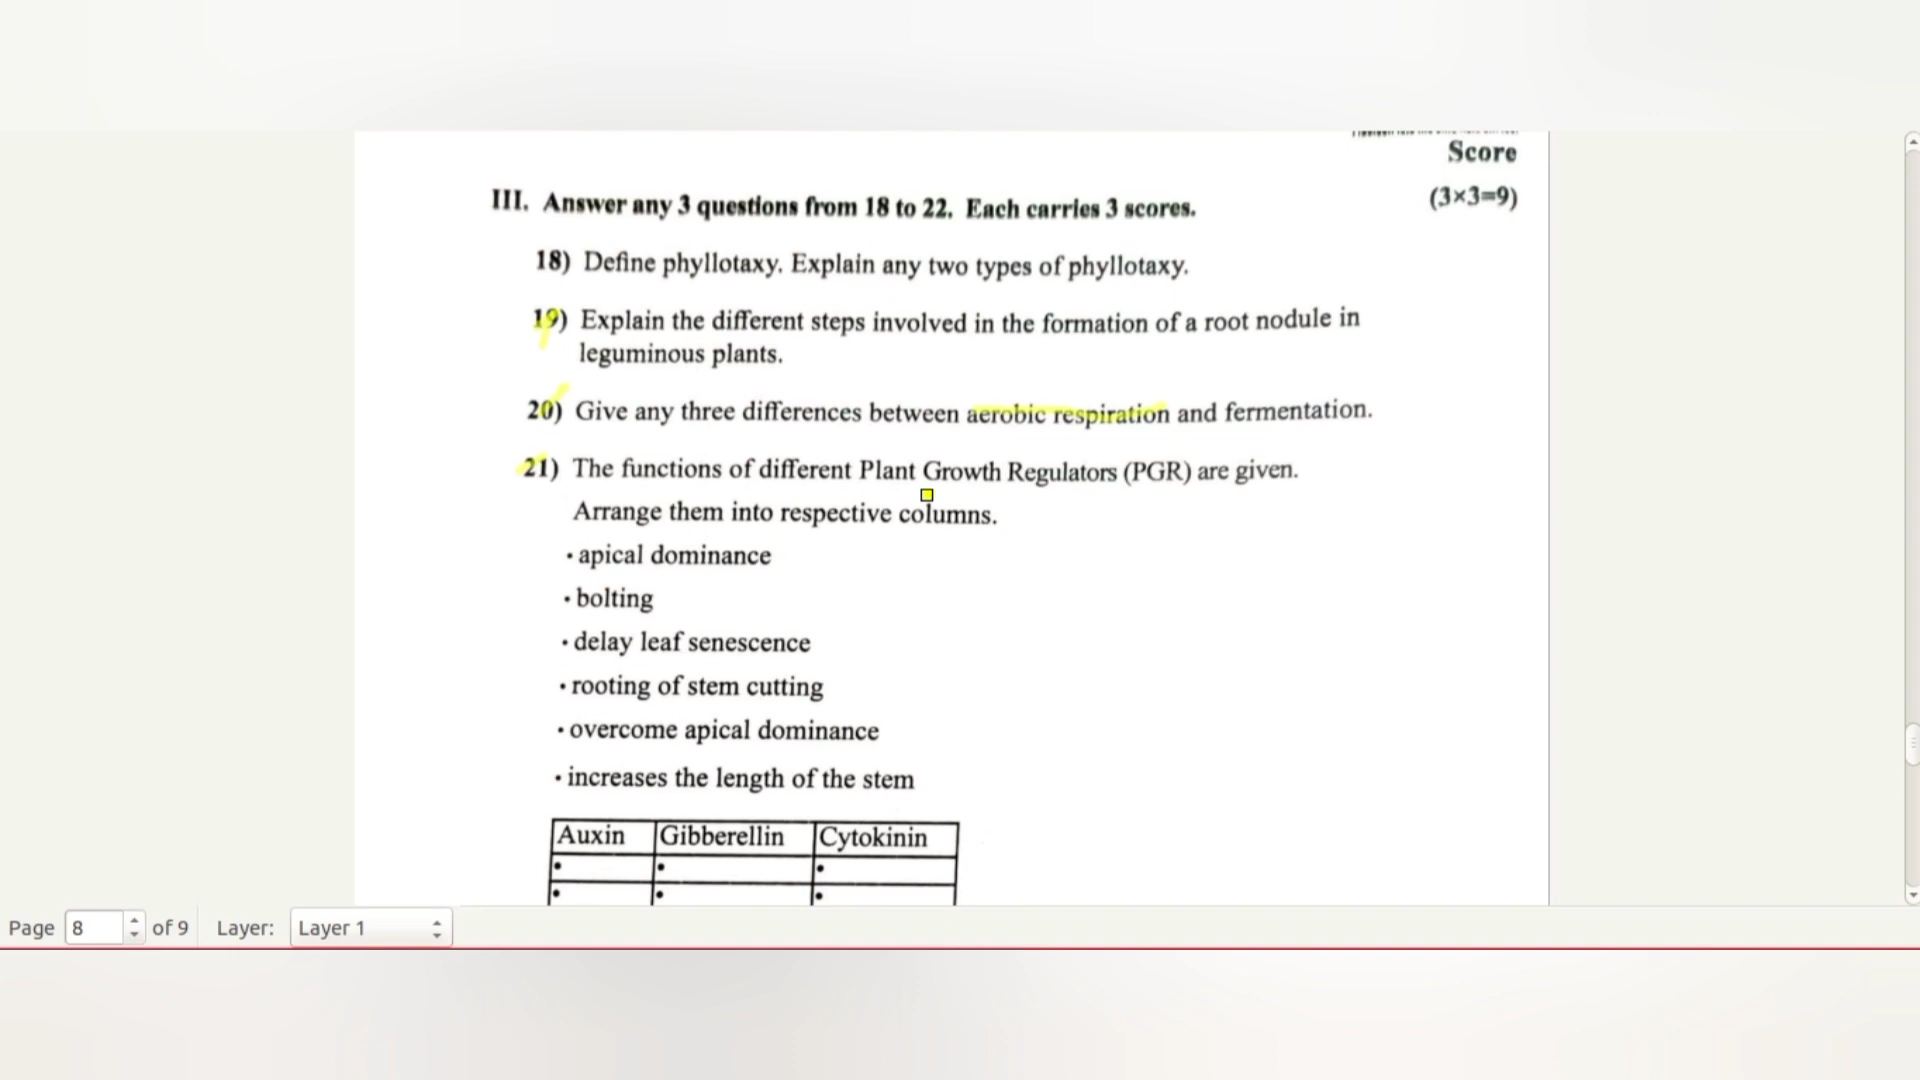 Score
III. Answer any 3 questions from 18 to 22. Each carries 3 scores. (3×3=9)
18) Define phyllotaxy. Explain any two types of phyllotaxy.
19) Explain the different steps involved in the formation of a root nodule in
leguminous plants.
20) Give any three differences between aerobic respiration and fermentation.
21) The functions of different Plant Growth Regulators (PGR) are given.
Arrange them into respective columns.
• apical dominance
• bolting
• delay leaf senescence
• rooting of stem cutting
• overcome apical dominance
• increases the length of the stem
Auxin Gibberellin Cytokinin
• • •
• • •
Page 8 of 9 Layer: Layer 1